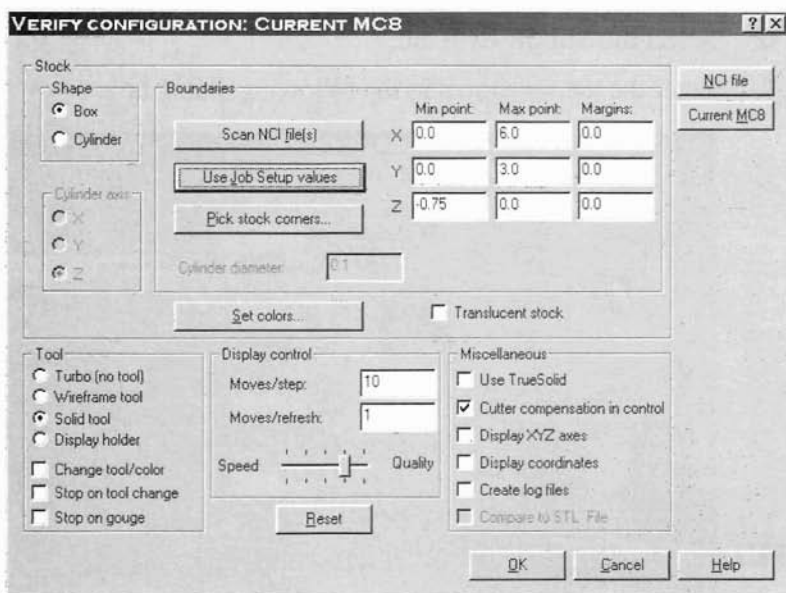 VERIFY CONFIGURATION: CURRENT MC8
Stock
Shape
Box
Cylinder
Cylinder axis
X
Y
Z
Boundaries
Scan NCI file(s)
Use Job Setup values
Pick stock corners...
Cylinder diameter: 0.1
Min point: Max point: Margins:
X 0.0 6.0 0.0
Y 0.0 3.0 0.0
Z -0.75 0.0 0.0
Set colors...
Translucent stock
NCI file
Current MC8
Tool
Turbo (no tool)
Wireframe tool
Solid tool
Display holder
Change tool/color
Stop on tool change
Stop on gouge
Display control
Moves/step: 10
Moves/refresh: 1
Speed Quality
Reset
Miscellaneous
Use TrueSolid
Cutter compensation in control
Display XYZ axes
Display coordinates
Create log files
Compare to STL File
OK Cancel Help